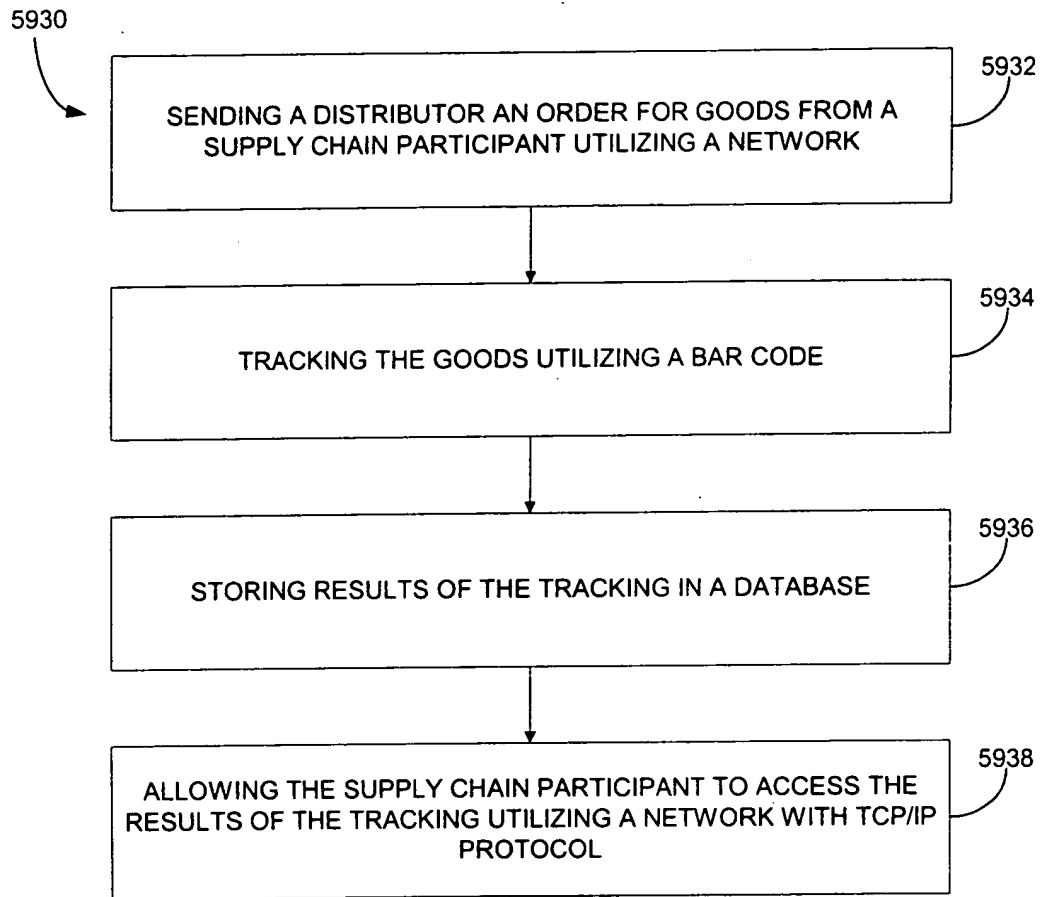 5930
5932
SENDING A DISTRIBUTOR AN ORDER FOR GOODS FROM A
SUPPLY CHAIN PARTICIPANT UTILIZING A NETWORK
5934
TRACKING THE GOODS UTILIZING A BAR CODE
5936
STORING RESULTS OF THE TRACKING IN A DATABASE
5938
ALLOWING THE SUPPLY CHAIN PARTICIPANT TO ACCESS THE
RESULTS OF THE TRACKING UTILIZING A NETWORK WITH TCP/IP
PROTOCOL